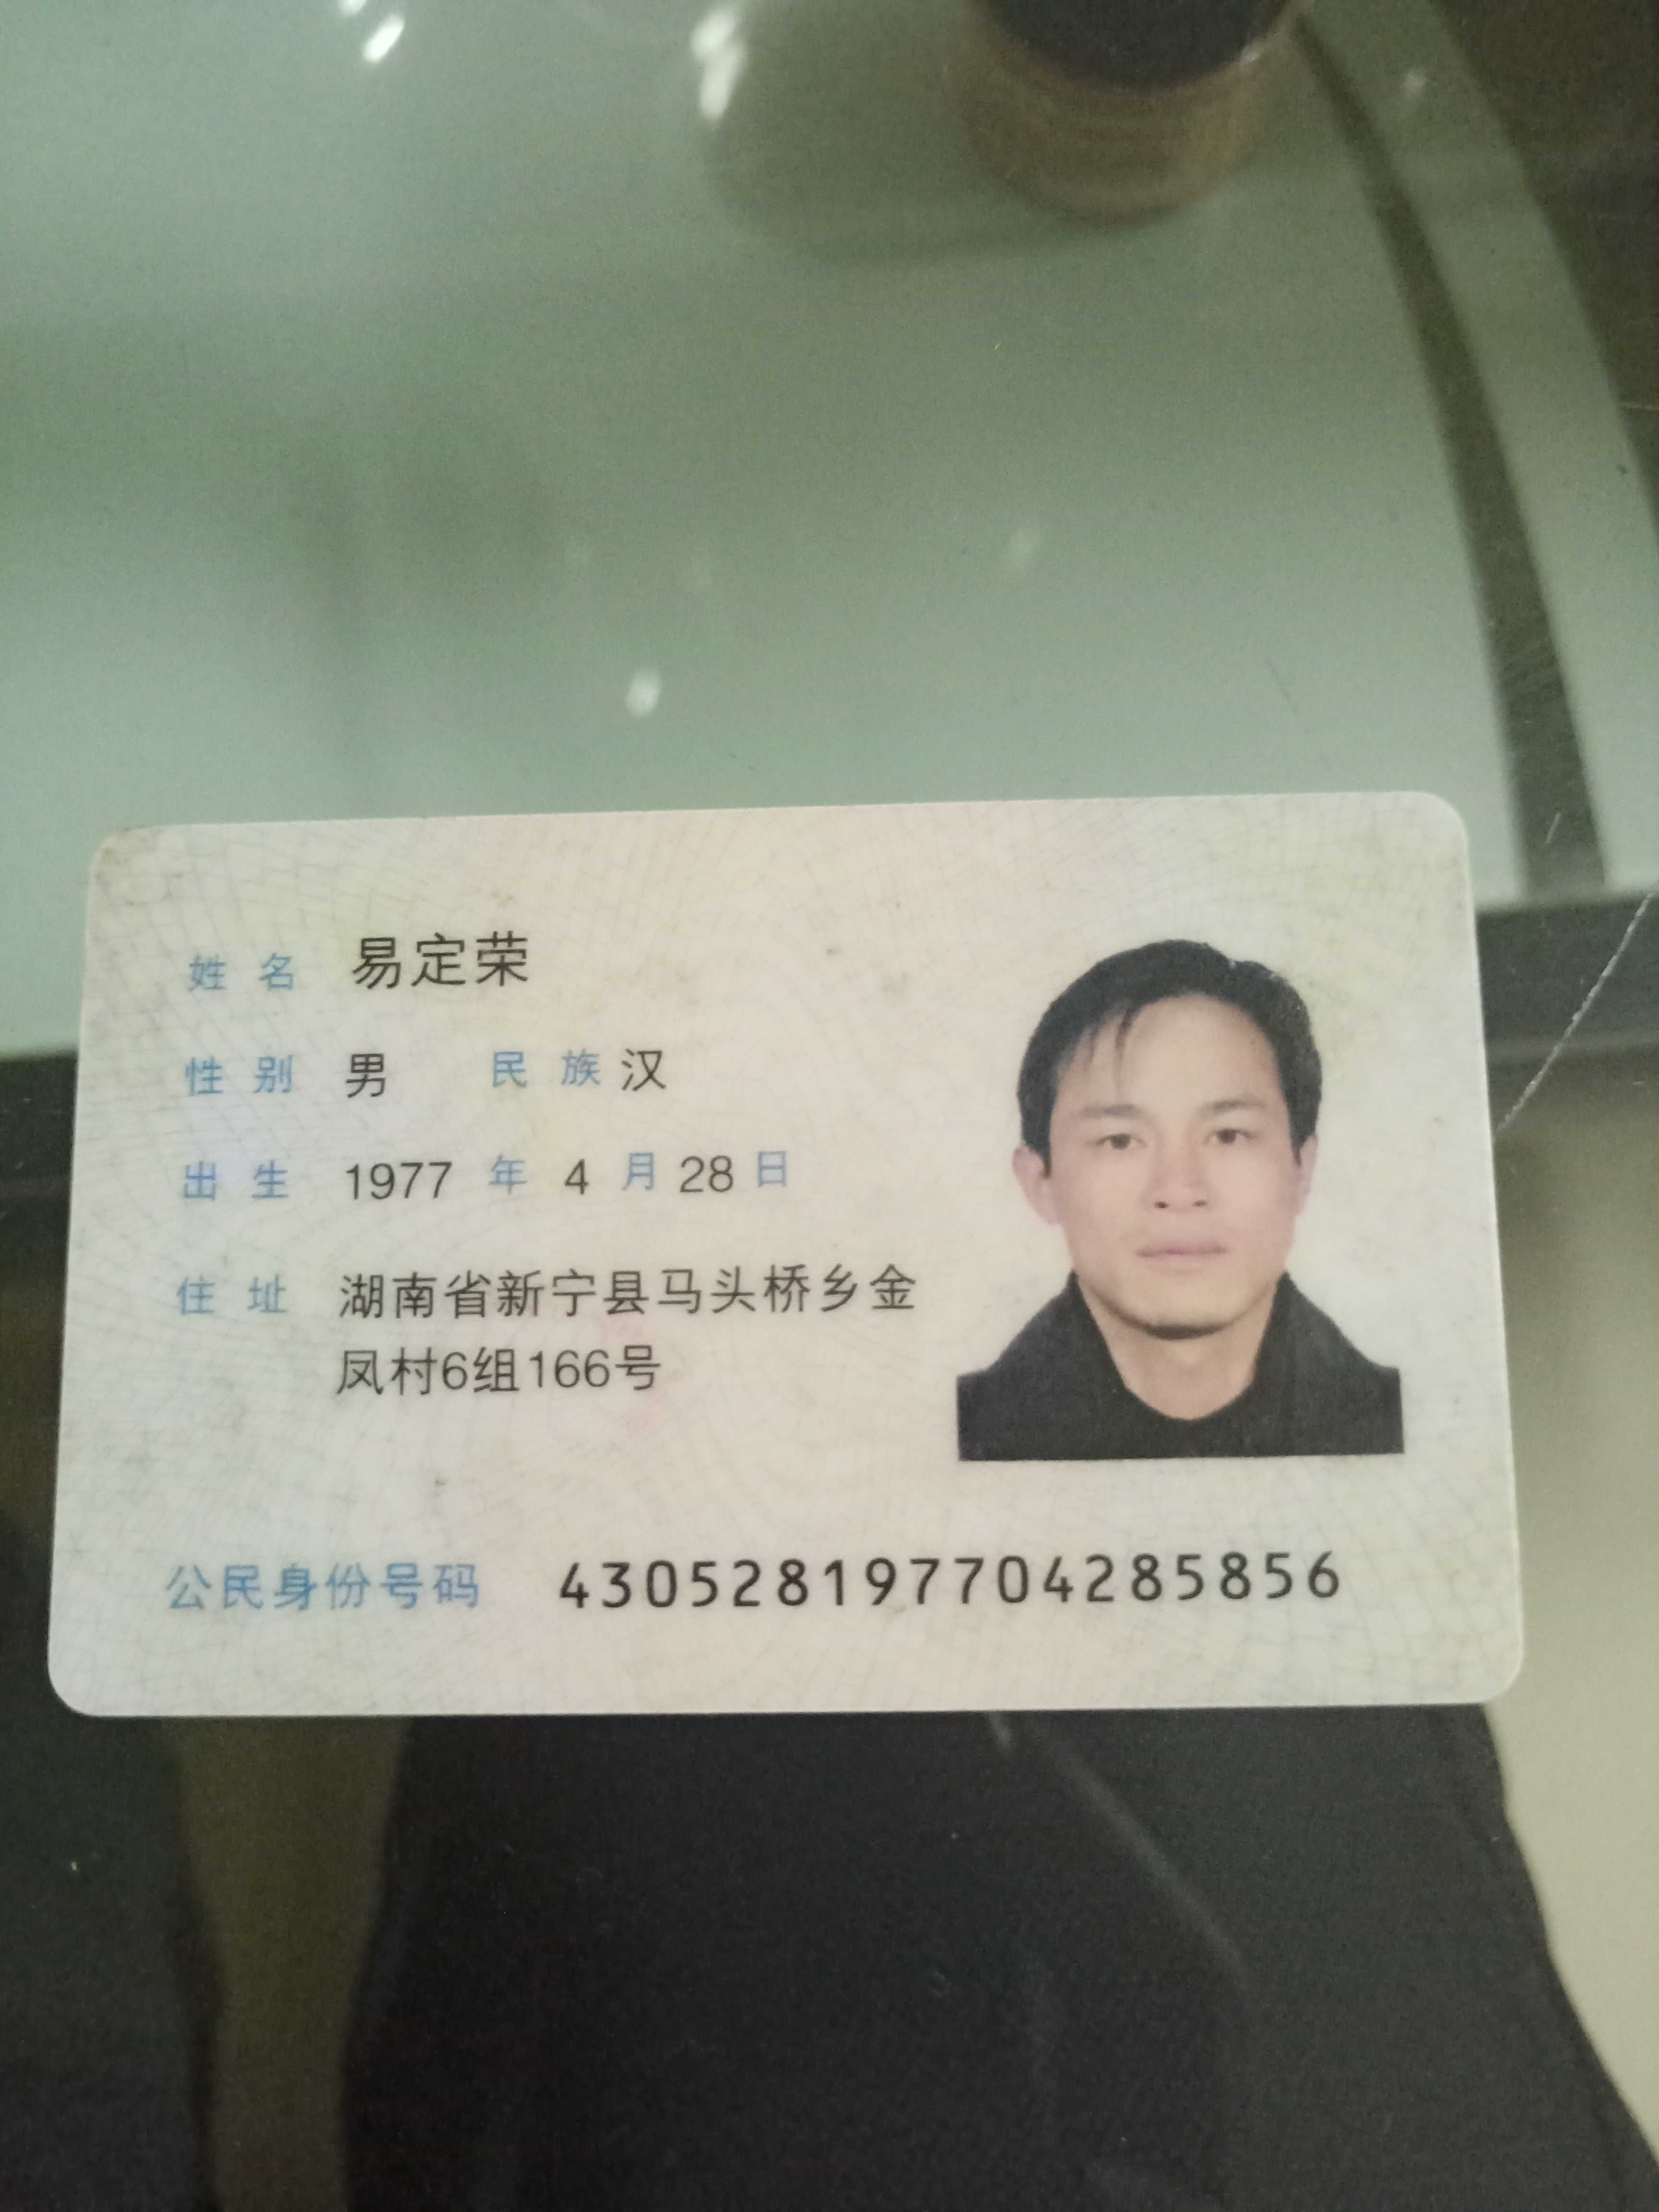 姓名 易定荣
性别 男 民族 汉
出生 1977 年 4 月 28 日
住址 湖南省新宁县马头桥乡金
凤村6组166号
公民身份号码 430528197704285856